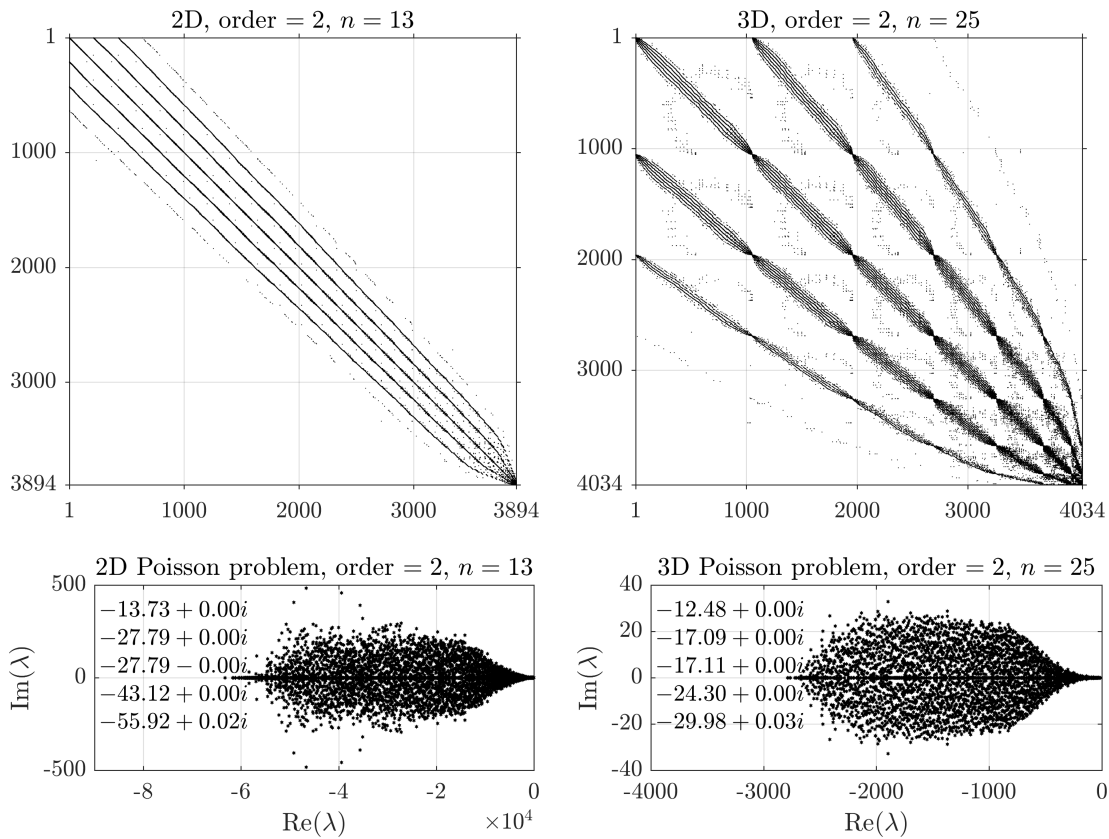 2D, order = 2, n = 13
1
1000
2000
3000
3894
1 1000 2000 3000 3894
3D, order = 2, n = 25
1
1000
2000
3000
4034
1 1000 2000 3000 4034
2D Poisson problem, order = 2, n = 13
500
0
-500
Im(λ)
−13.73 + 0.00i
−27.79 + 0.00i
−27.79 − 0.00i
−43.12 + 0.00i
−55.92 + 0.02i
-8 -6 -4 -2 0
Re(λ) ×10⁴
3D Poisson problem, order = 2, n = 25
40
20
0
-20
-40
Im(λ)
−12.48 + 0.00i
−17.09 + 0.00i
−17.11 + 0.00i
−24.30 + 0.00i
−29.98 + 0.03i
-4000 -3000 -2000 -1000 0
Re(λ)